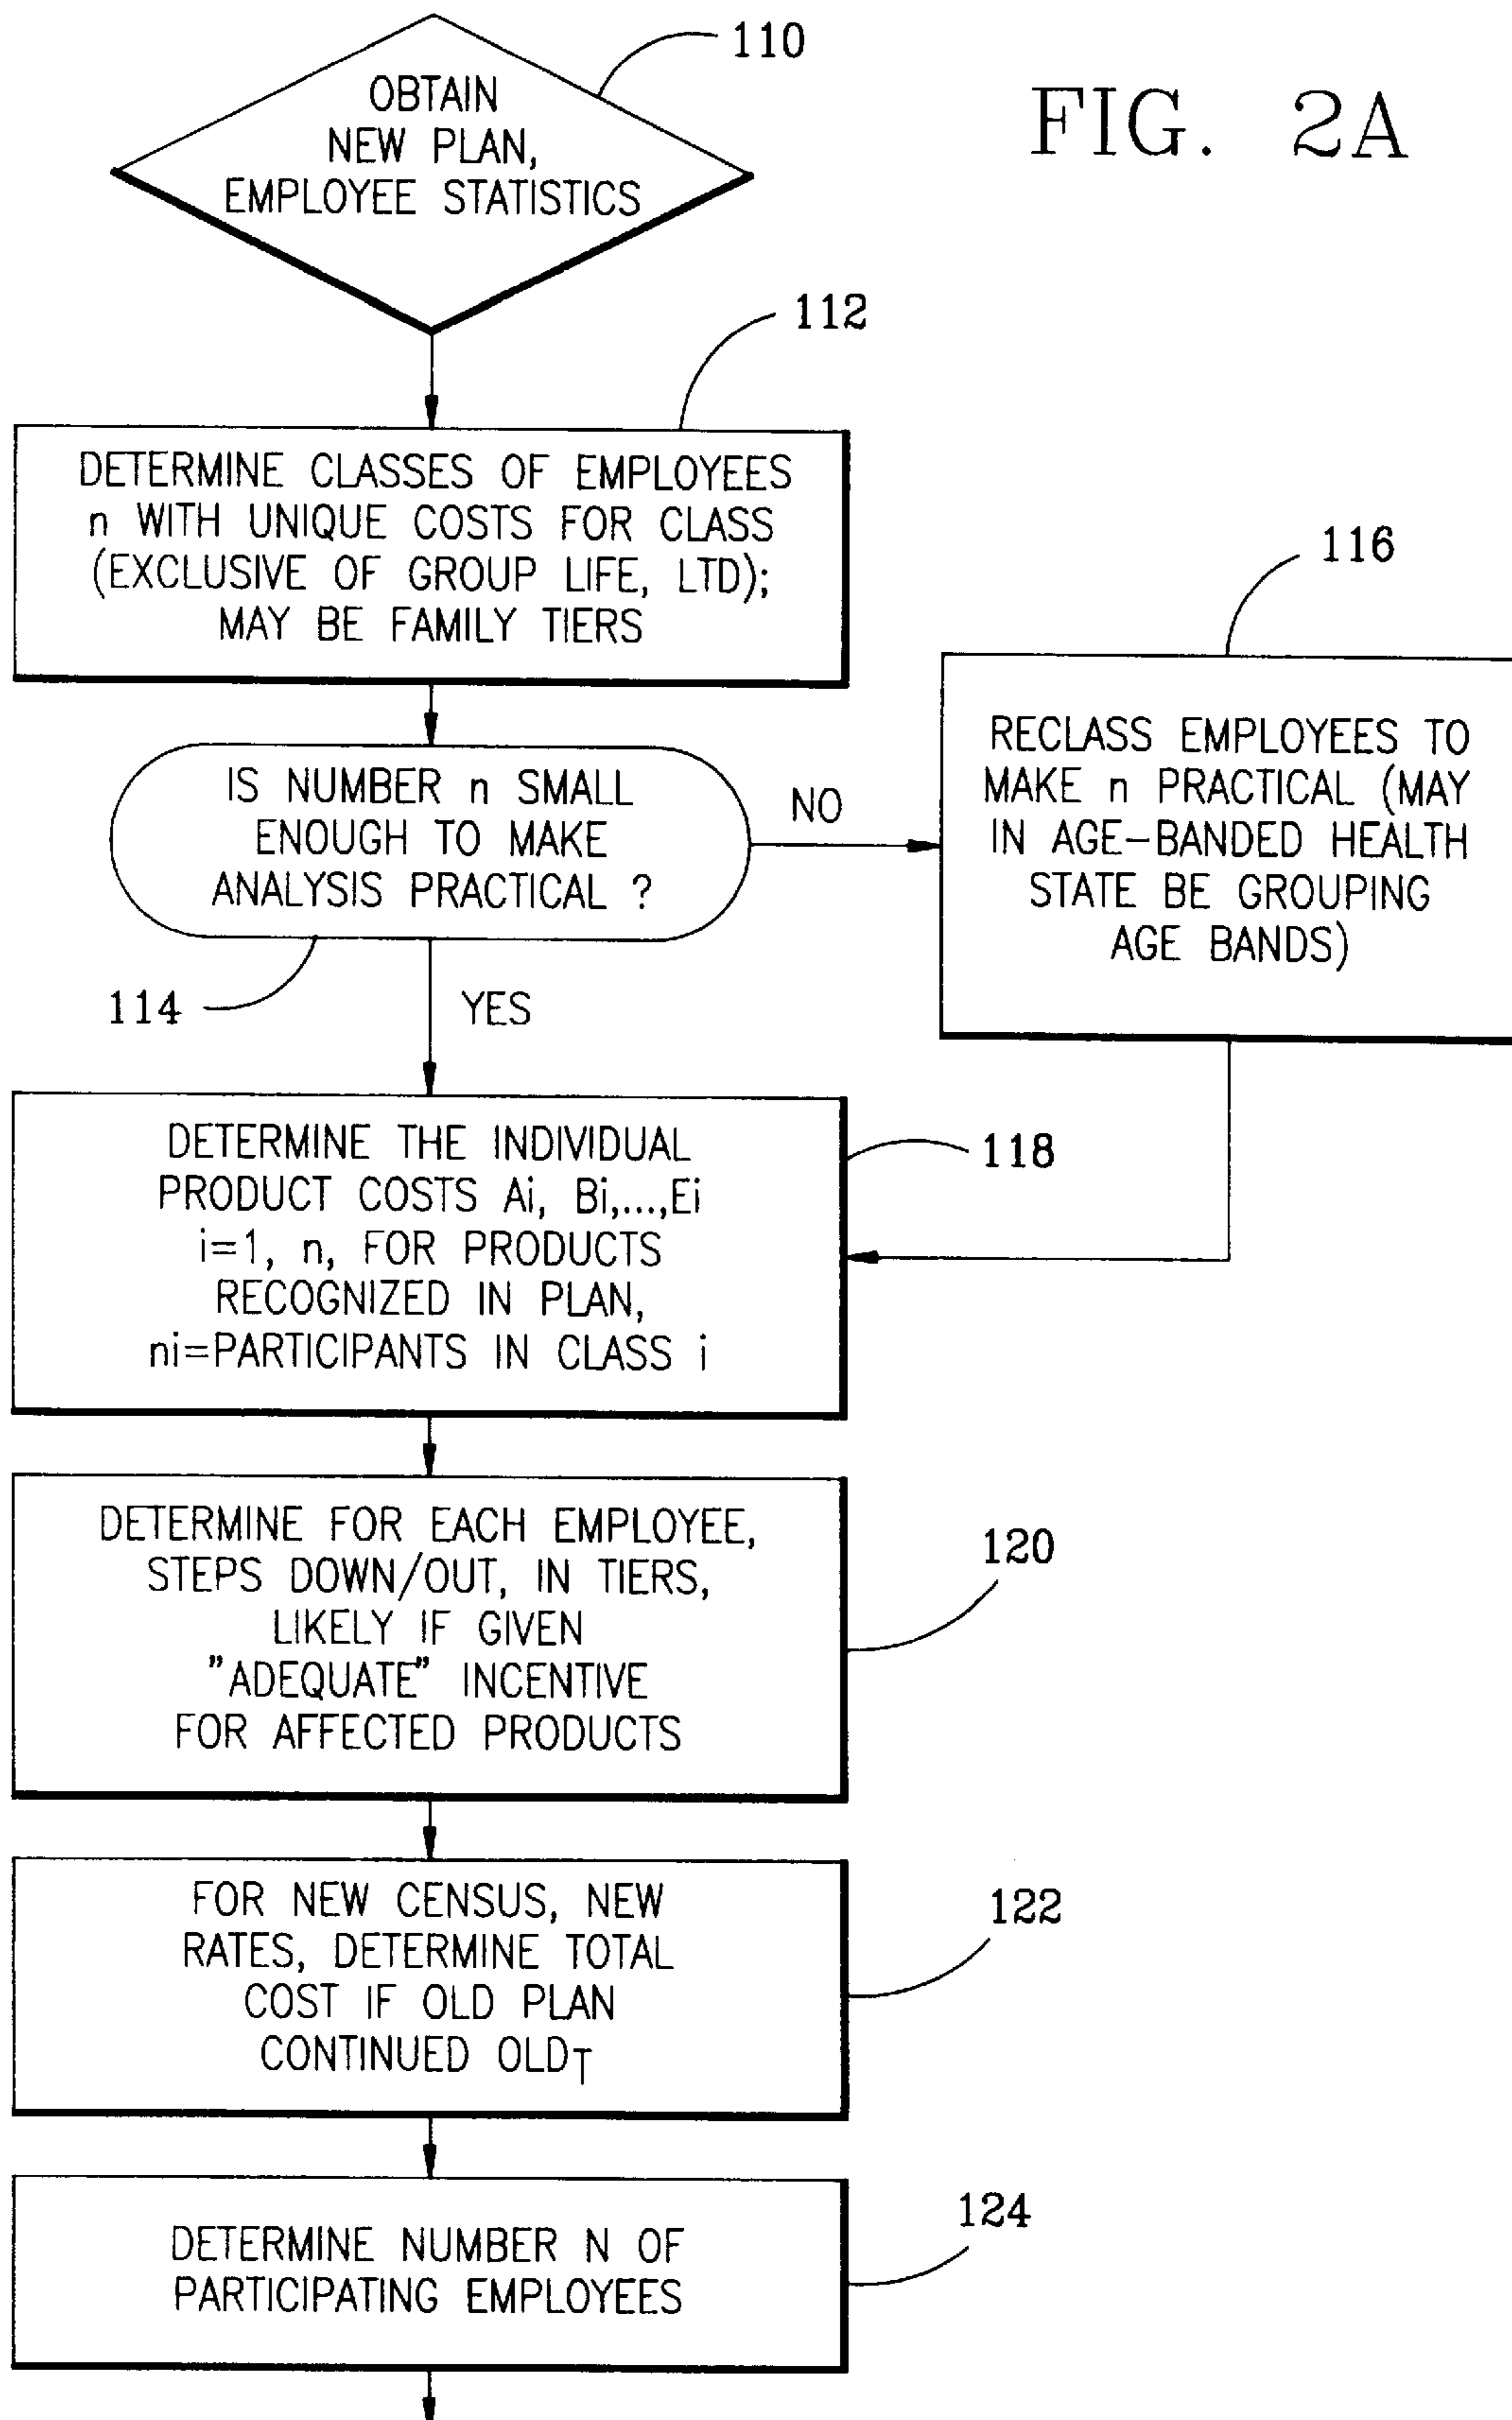 110
FIG. 2A
OBTAIN
NEW PLAN,
EMPLOYEE STATISTICS
112
DETERMINE CLASSES OF EMPLOYEES
n WITH UNIQUE COSTS FOR CLASS
(EXCLUSIVE OF GROUP LIFE, LTD);
MAY BE FAMILY TIERS
116
IS NUMBER n SMALL
ENOUGH TO MAKE
ANALYSIS PRACTICAL ?
NO
RECLASS EMPLOYEES TO
MAKE n PRACTICAL (MAY
IN AGE-BANDED HEALTH
STATE BE GROUPING
AGE BANDS)
114
YES
DETERMINE THE INDIVIDUAL
PRODUCT COSTS Ai, Bi,...,Ei
i=1, n, FOR PRODUCTS
RECOGNIZED IN PLAN,
ni=PARTICIPANTS IN CLASS i
118
DETERMINE FOR EACH EMPLOYEE,
STEPS DOWN/OUT, IN TIERS,
LIKELY IF GIVEN
"ADEQUATE" INCENTIVE
FOR AFFECTED PRODUCTS
120
FOR NEW CENSUS, NEW
RATES, DETERMINE TOTAL
COST IF OLD PLAN
CONTINUED OLDT
122
DETERMINE NUMBER N OF
PARTICIPATING EMPLOYEES
124